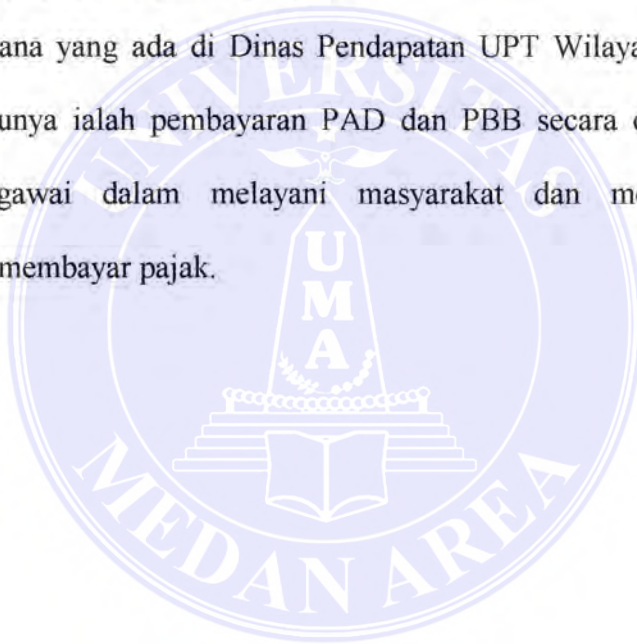 ana yang ada di Dinas Pendapatan UPT Wilaya
unya ialah pembayaran PAD dan PBB secara
gawai dalam melayani masyarakat dan me
membayar pajak.
UNIVERSITAS
UMA
MEDAN AREA